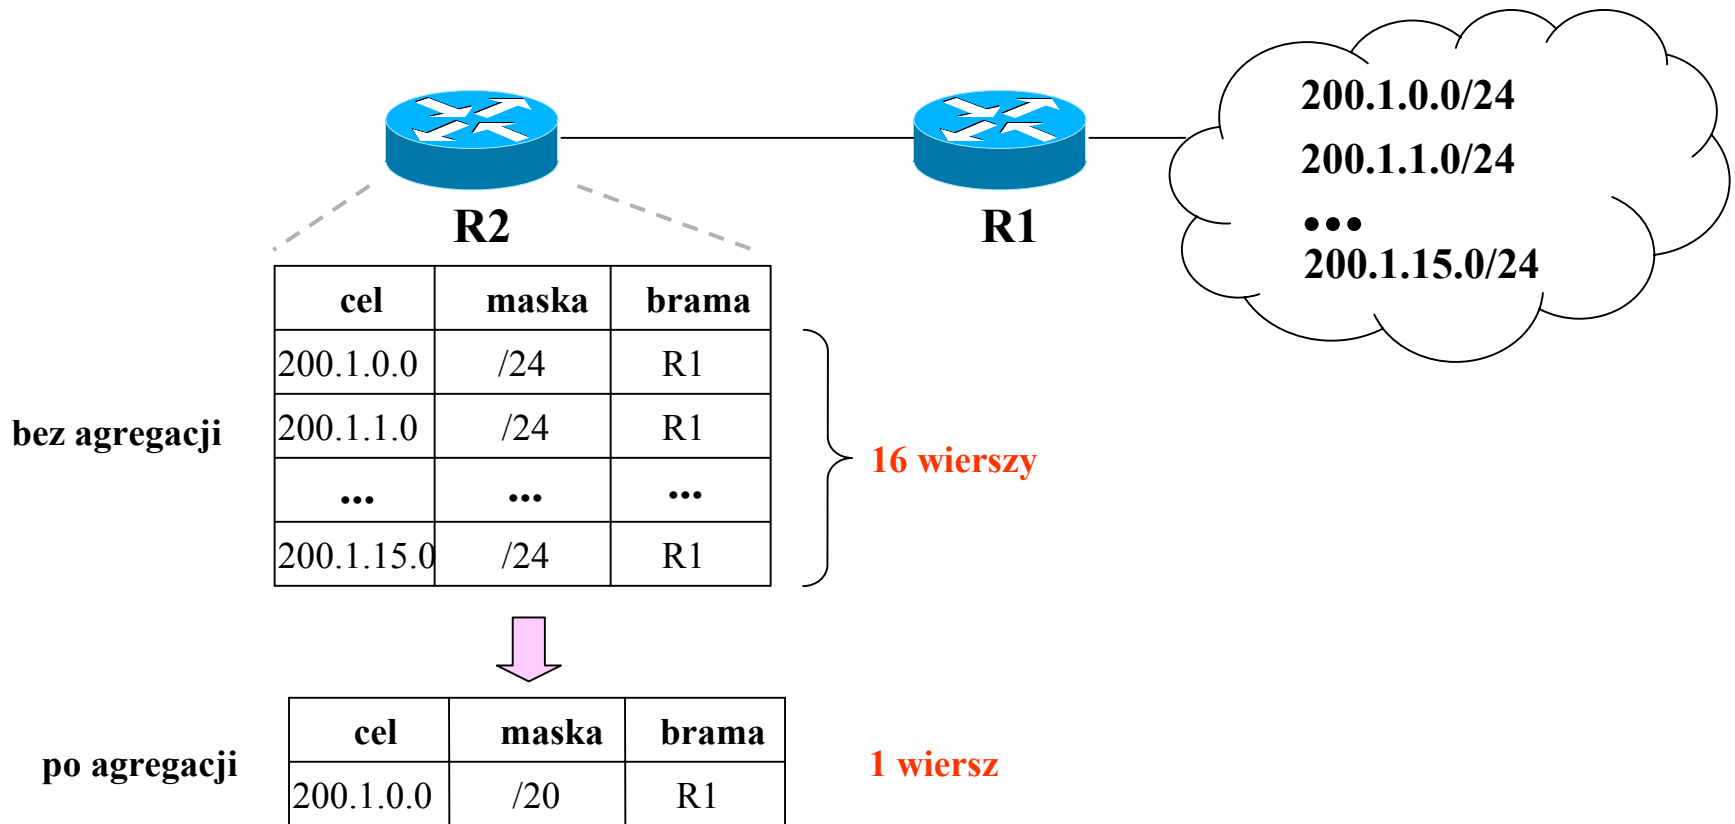 200.1.0.0/24
200.1.1.0/24
...
200.1.15.0/24
R2
R1
cel maska brama
200.1.0.0 /24 R1
200.1.1.0 /24 R1
... ... ...
200.1.15.0 /24 R1
bez agregacji
16 wierszy
cel maska brama
200.1.0.0 /20 R1
po agregacji
1 wiersz